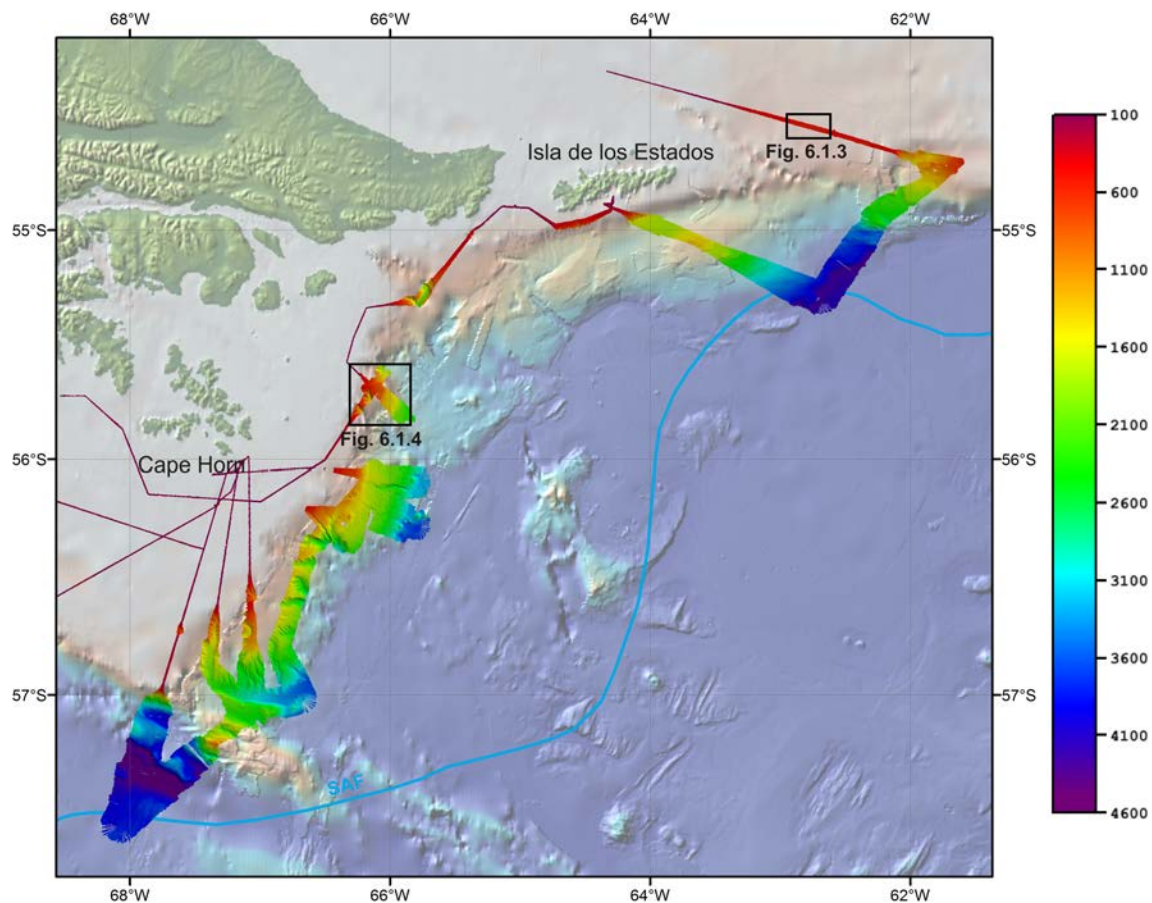 68°W 66°W 64°W 62°W
Isla de los Estados
Fig. 6.1.3
55°S 55°S
Fig. 6.1.4
56°S 56°S
Cape Horn
57°S 57°S
SAF
68°W 66°W 64°W 62°W
100
600
1100
1600
2100
2600
3100
3600
4100
4600